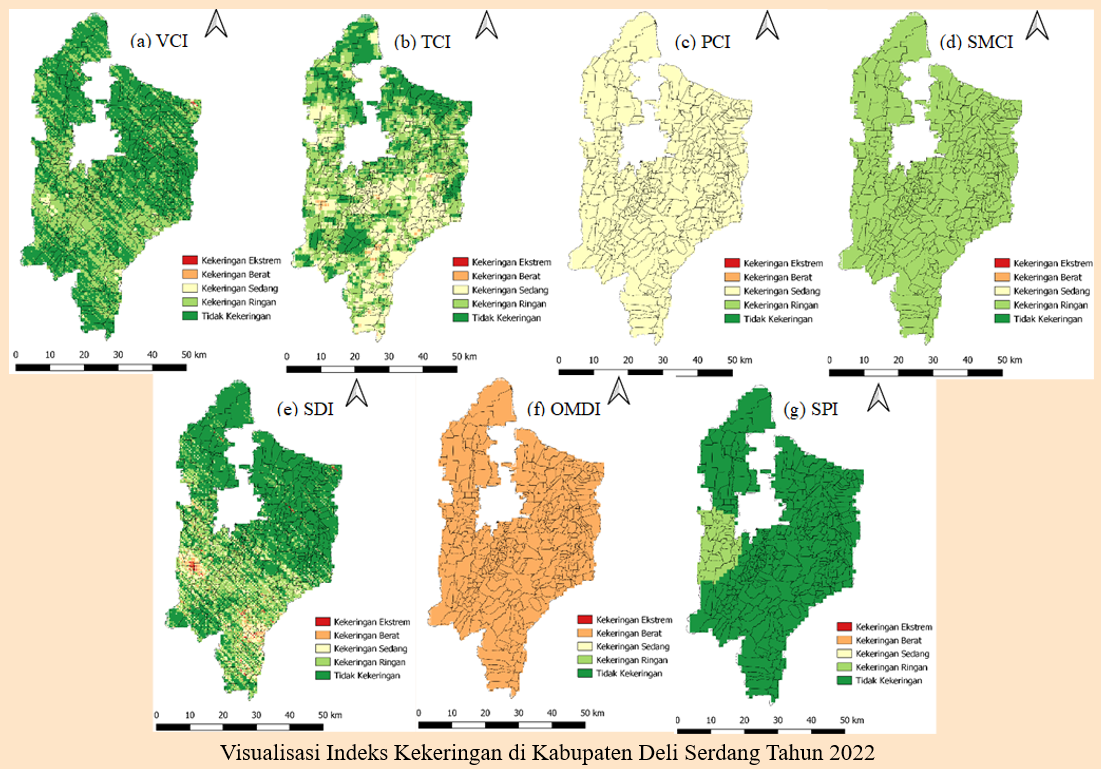 (a) VCI
Kekeringan Ekstrem
Kekeringan Berat
Kekeringan Sedang
Kekeringan Ringan
Tidak Kekeringan
0 10 20 30 40 50 km
(b) TCI
Kekeringan Ekstrem
Kekeringan Berat
Kekeringan Sedang
Kekeringan Ringan
Tidak Kekeringan
0 10 20 30 40 50 km
(c) PCI
Kekeringan Ekstrem
Kekeringan Berat
Kekeringan Sedang
Kekeringan Ringan
Tidak Kekeringan
0 10 20 30 40 50 km
(d) SMCI
Kekeringan Ekstrem
Kekeringan Berat
Kekeringan Sedang
Kekeringan Ringan
Tidak Kekeringan
0 10 20 30 40 50 km
(e) SDI
Kekeringan Ekstrem
Kekeringan Berat
Kekeringan Sedang
Kekeringan Ringan
Tidak Kekeringan
0 10 20 30 40 50 km
(f) OMDI
Kekeringan Ekstrem
Kekeringan Berat
Kekeringan Sedang
Kekeringan Ringan
Tidak Kekeringan
0 10 20 30 40 50 km
(g) SPI
Kekeringan Ekstrem
Kekeringan Berat
Kekeringan Sedang
Kekeringan Ringan
Tidak Kekeringan
0 10 20 30 40 50 km
Visualisasi Indeks Kekeringan di Kabupaten Deli Serdang Tahun 2022